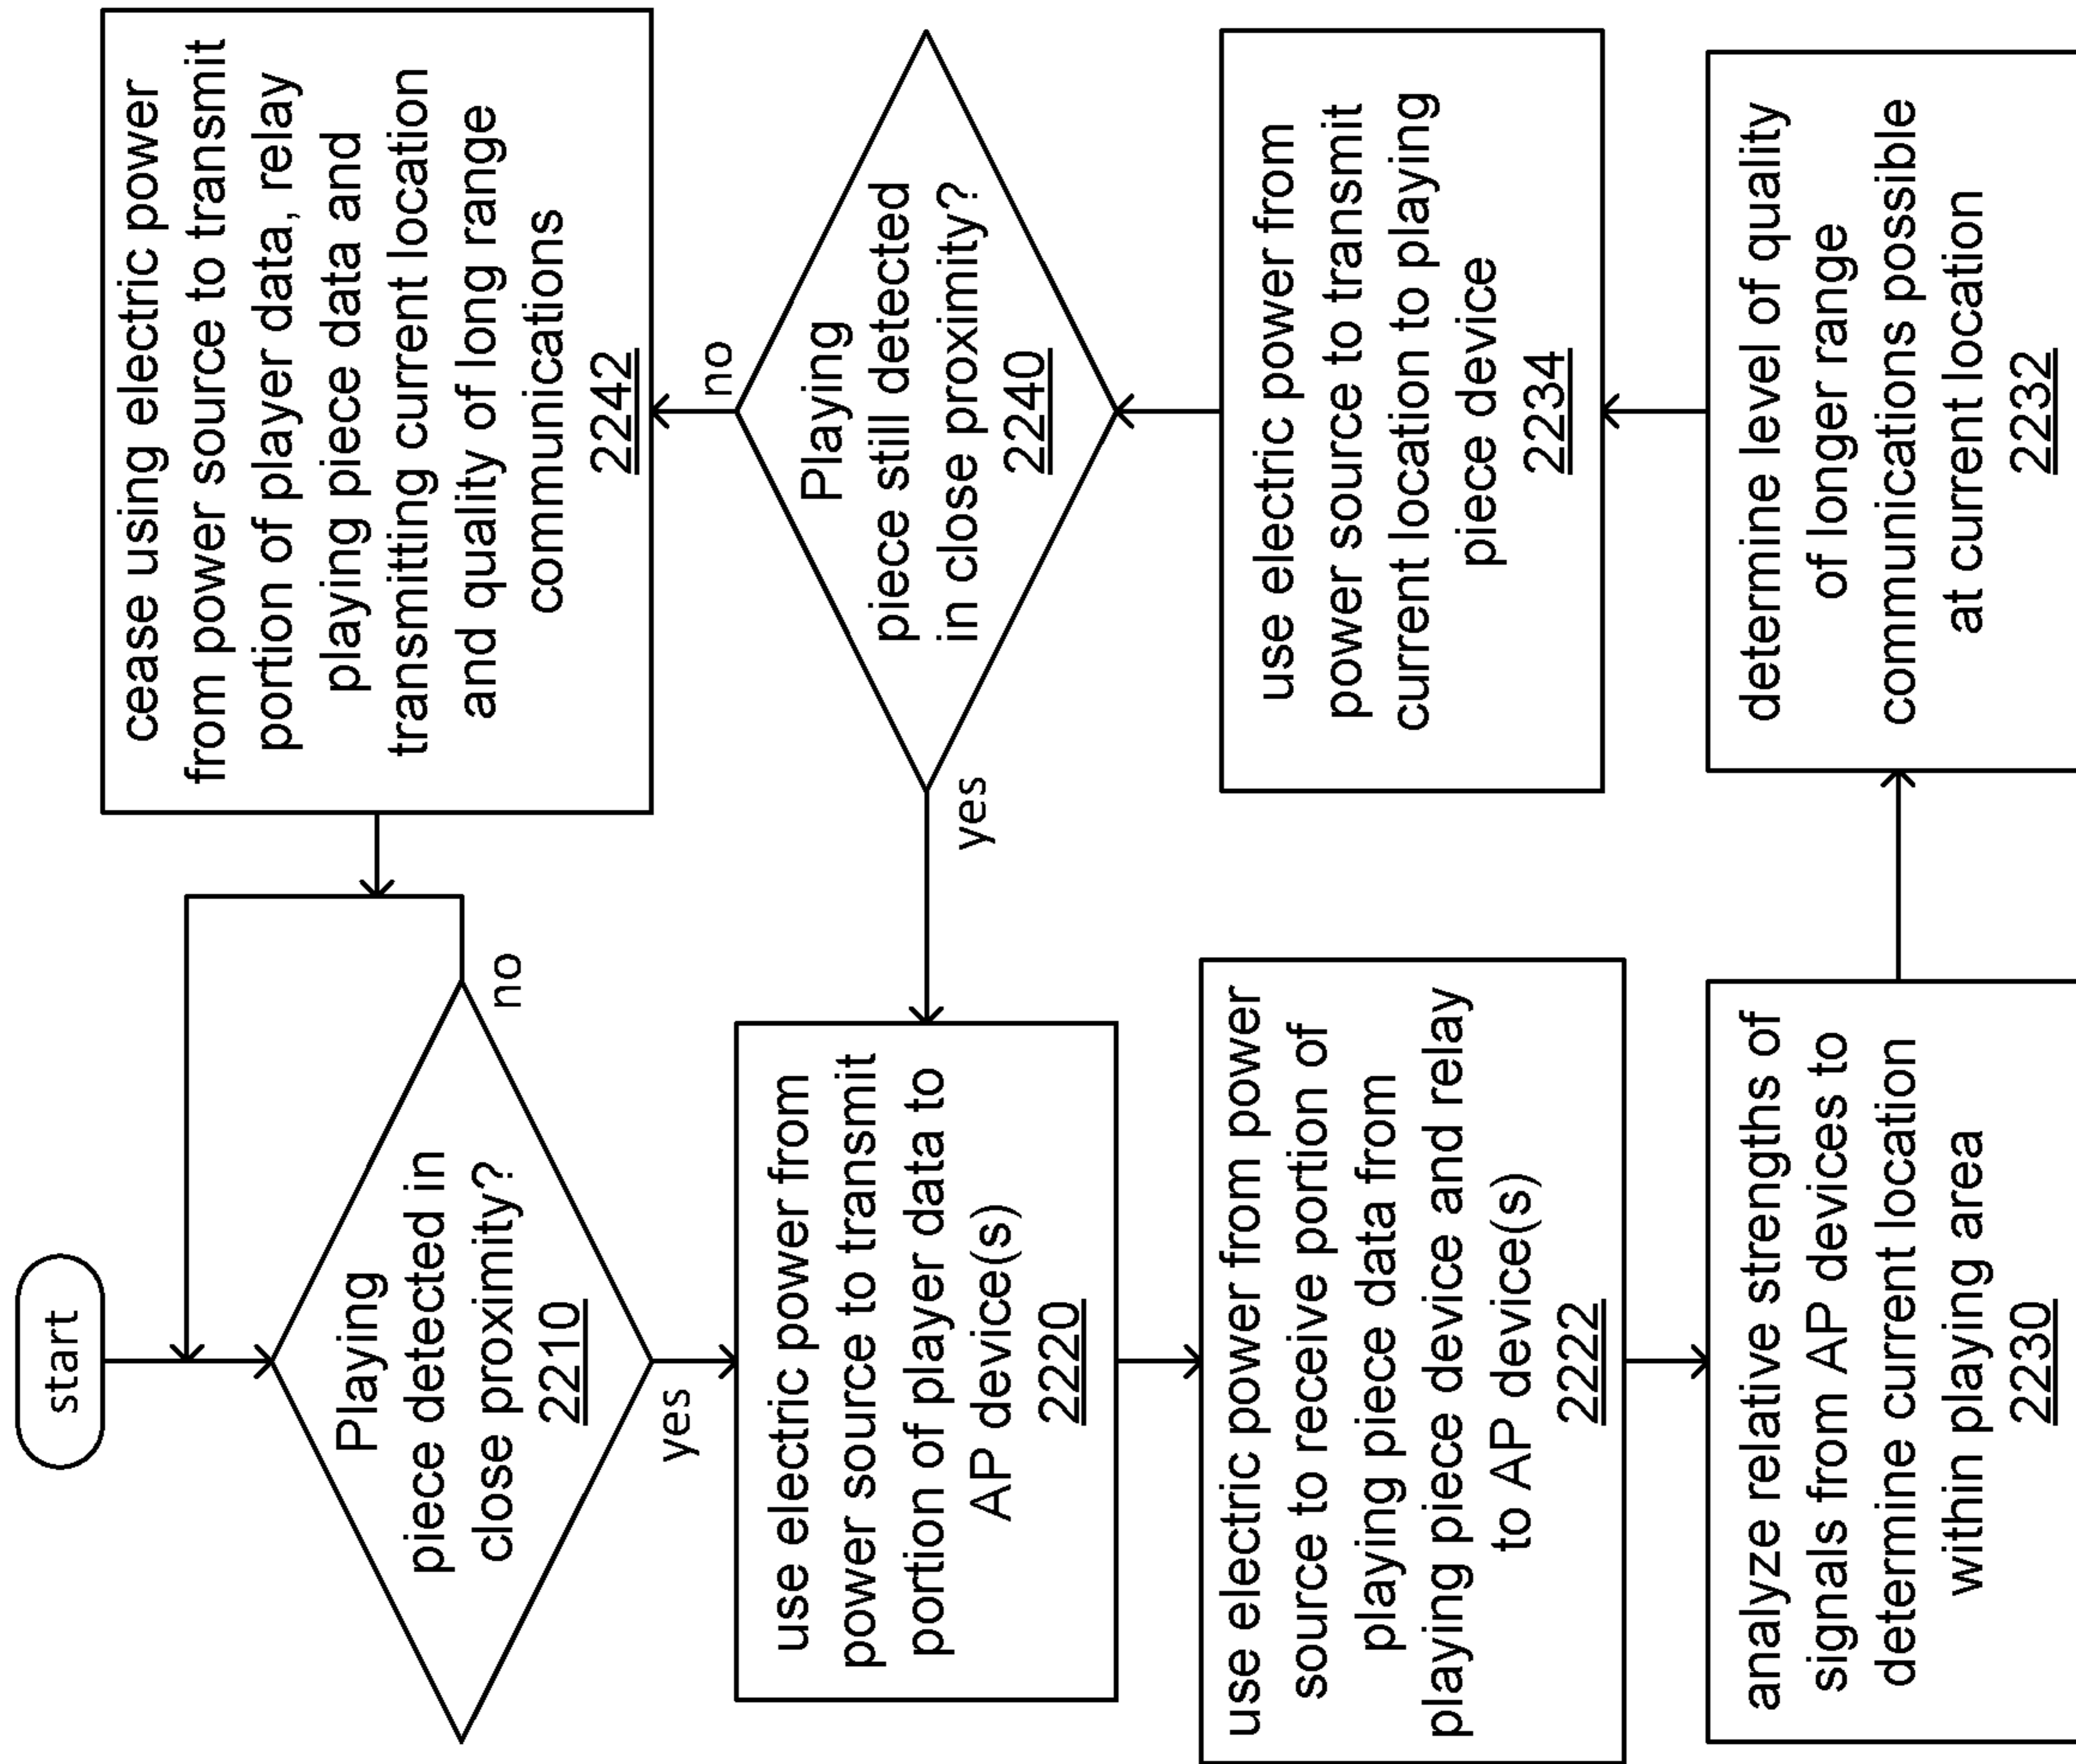 start
Playing
piece detected in
close proximity?
2210
no
yes
use electric power from
power source to transmit
portion of player data to
AP device(s)
2220
use electric power from power
source to receive portion of
playing piece data from
playing piece device and relay
to AP device(s)
2222
analyze relative strengths of
signals from AP devices to
determine current location
within playing area
2230
determine level of quality
of longer range
communications possible
at current location
2232
use electric power from
power source to transmit
current location to playing
piece device
2234
Playing
piece still detected
in close proximity?
2240
yes
no
cease using electric power
from power source to transmit
portion of player data, relay
playing piece data and
transmitting current location
and quality of long range
communications
2242